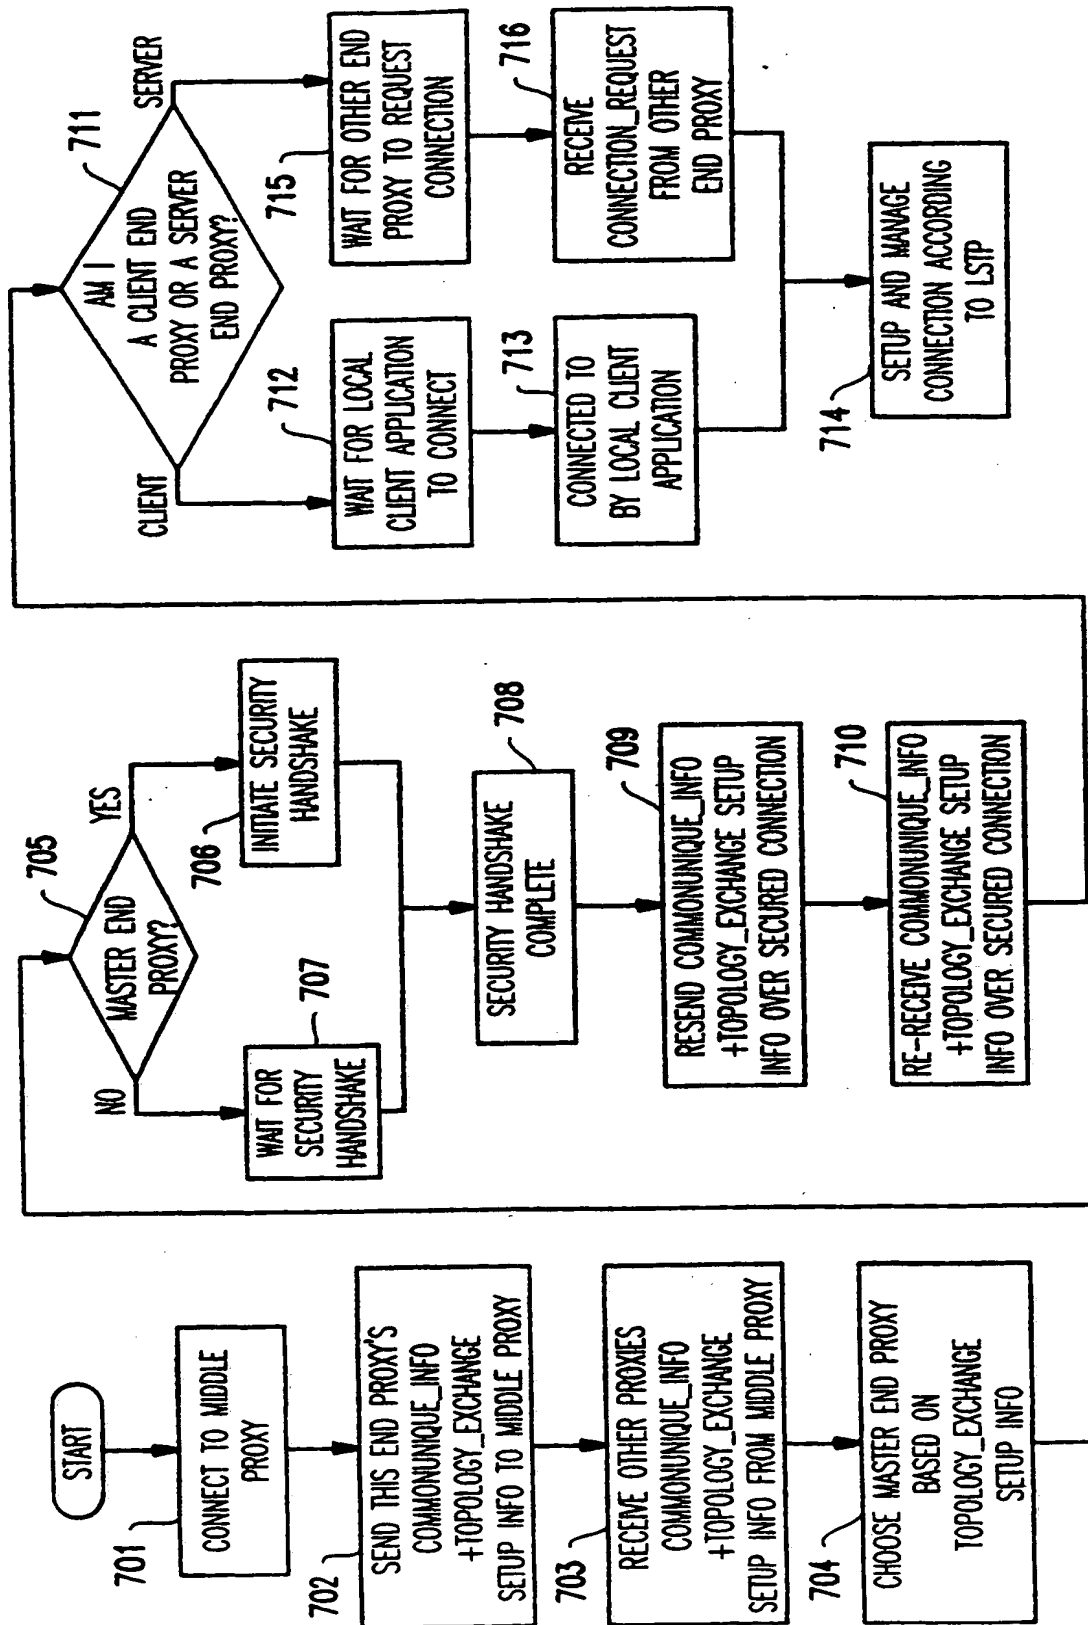 START
701
CONNECT TO MIDDLE
PROXY
702
SEND THIS END PROXY'S
COMMONUNIQUE_INFO
+TOPOLOGY_EXCHANGE
SETUP INFO TO MIDDLE PROXY
703
RECEIVE OTHER PROXIES
COMMONUNIQUE_INFO
+TOPOLOGY_EXCHANGE
SETUP INFO FROM MIDDLE PROXY
704
CHOOSE MASTER END PROXY
BASED ON
TOPOLOGY_EXCHANGE
SETUP INFO
705
MASTER END
PROXY?
YES
NO
706
INITIATE SECURITY
HANDSHAKE
707
WAIT FOR
SECURITY
HANDSHAKE
708
SECURITY HANDSHAKE
COMPLETE
709
RESEND COMMONUNIQUE_INFO
+TOPOLOGY_EXCHANGE SETUP
INFO OVER SECURED CONNECTION
710
RE-RECEIVE COMMONUNIQUE_INFO
+TOPOLOGY_EXCHANGE SETUP
INFO OVER SECURED CONNECTION
711
AM I
A CLIENT END
PROXY OR A SERVER
END PROXY?
CLIENT
SERVER
712
WAIT FOR LOCAL
CLIENT APPLICATION
TO CONNECT
713
CONNECTED TO
BY LOCAL CLIENT
APPLICATION
715
WAIT FOR OTHER END
PROXY TO REQUEST
CONNECTION
716
RECEIVE
CONNECTION_REQUEST
FROM OTHER
END PROXY
714
SETUP AND MANAGE
CONNECTION ACCORDING
TO LSTP